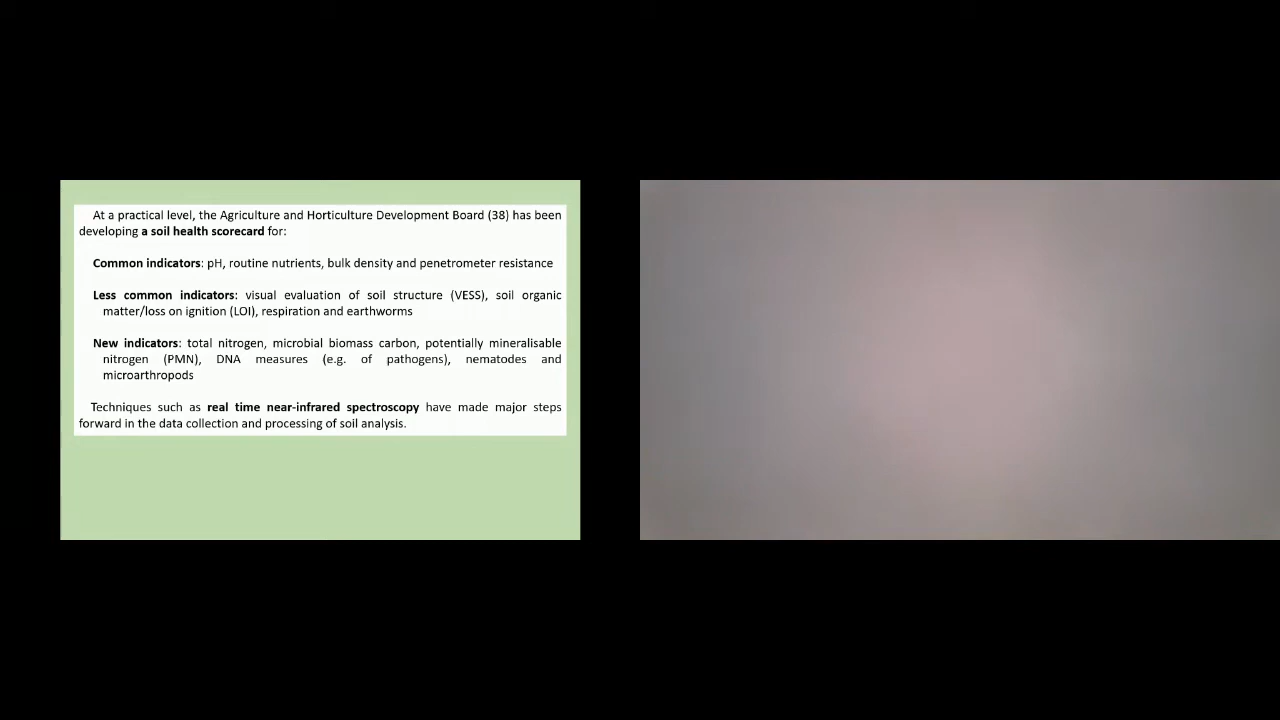 At a practical level, the Agriculture and Horticulture Development Board (38) has been
developing a soil health scorecard for:
Common indicators: pH, routine nutrients, bulk density and penetrometer resistance
Less common indicators: visual evaluation of soil structure (VESS), soil organic
matter/loss on ignition (LOI), respiration and earthworms
New indicators: total nitrogen, microbial biomass carbon, potentially mineralisable
nitrogen (PMN), DNA measures (e.g. of pathogens), nematodes and
microarthropods
Techniques such as real time near-infrared spectroscopy have made major steps
forward in the data collection and processing of soil analysis.